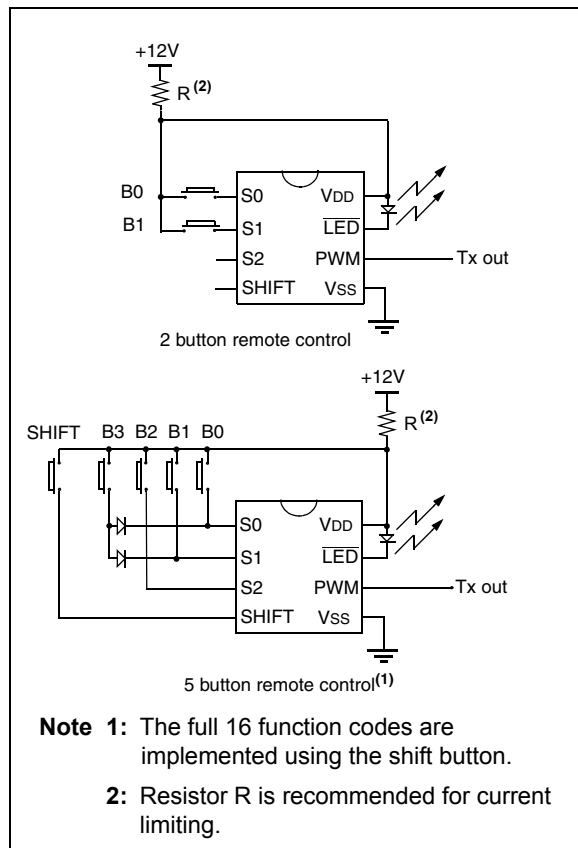 +12V
R(2)
B0
B1
S0
S1
S2
SHIFT
VDD
LED
PWM
VSS
Tx out
2 button remote control
+12V
R(2)
SHIFT B3 B2 B1 B0
S0
S1
S2
SHIFT
VDD
LED
PWM
VSS
Tx out
5 button remote control(1)
Note 1: The full 16 function codes are
implemented using the shift button.
2: Resistor R is recommended for current
limiting.